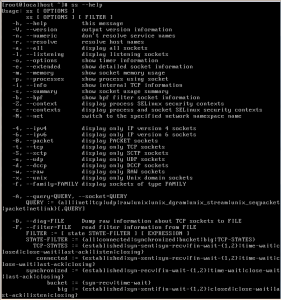 [root@localhost ~]# ss --help
Usage: ss [ OPTIONS ]
ss [ OPTIONS ] [ FILTER ]
-h, --help this message
-V, --version output version information
-n, --numeric don't resolve service names
-r, --resolve resolve host names
-a, --all display all sockets
-l, --listening display listening sockets
-o, --options show timer information
-e, --extended show detailed socket information
-m, --memory show socket memory usage
-p, --processes show process using socket
-i, --info show internal TCP information
-s, --summary show socket usage summary
-b, --bpf show bpf filter socket information
-Z, --context display process SELinux security contexts
-z, --contexts display process and socket SELinux security contexts
-N, --net switch to the specified network namespace name
-4, --ipv4 display only IP version 4 sockets
-6, --ipv6 display only IP version 6 sockets
-0, --packet display PACKET sockets
-t, --tcp display only TCP sockets
-S, --sctp display only SCTP sockets
-u, --udp display only UDP sockets
-d, --dccp display only DCCP sockets
-w, --raw display only RAW sockets
-x, --unix display only Unix domain sockets
-f, --family=FAMILY display sockets of type FAMILY
-A, --query=QUERY, --socket=QUERY
QUERY := {all|inet|tcp|udp|raw|unix|unix_dgram|unix_stream|unix_seqpacket
|packet|netlink}[,QUERY]
-D, --diag=FILE Dump raw information about TCP sockets to FILE
-F, --filter=FILE read filter information from FILE
FILTER := [ state STATE-FILTER ] [ EXPRESSION ]
STATE-FILTER := {all|connected|synchronized|bucket|big|TCP-STATES}
TCP-STATES := {established|syn-sent|syn-recv|fin-wait-{1,2}|time-wait|
closed|close-wait|last-ack|closing}
connected := {established|syn-sent|syn-recv|fin-wait-{1,2}|time-wait|close-wait
|last-ack|closing}
synchronized := {established|syn-recv|fin-wait-{1,2}|time-wait|close-wait
|last-ack|closing}
bucket := {syn-recv|time-wait}
big := {established|syn-sent|fin-wait-{1,2}|closed|close-wait|
last-ack|listen|closing}